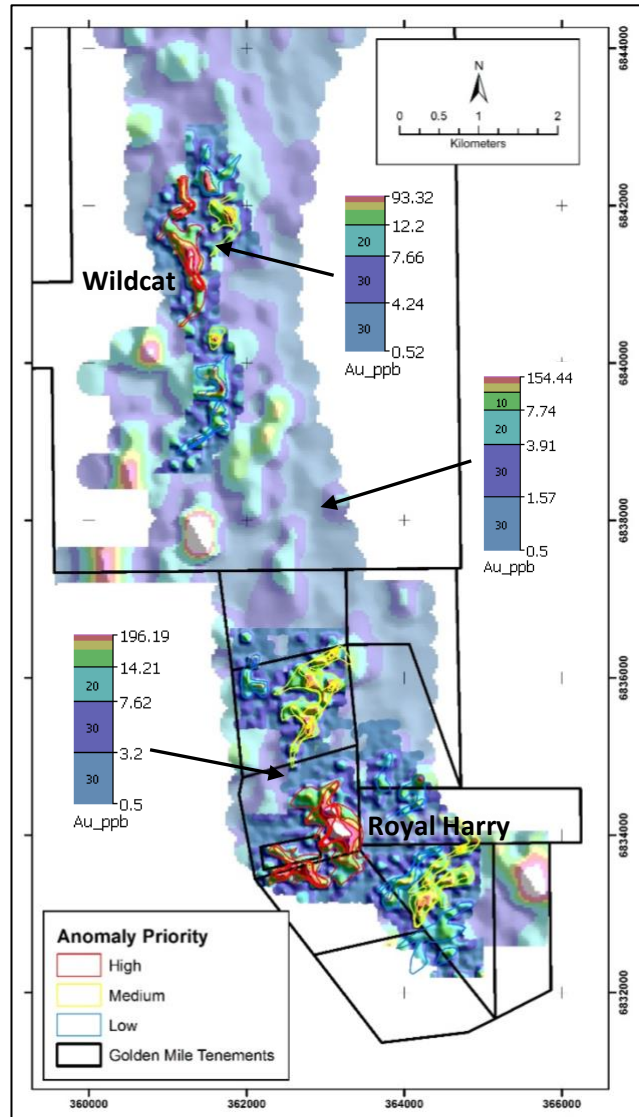 6844000
N
0 0.5 1 2
Kilometers
6842000
93.32
12.2
20
7.66
30
4.24
30
0.52
Au_ppb
Wildcat
6840000
154.44
10
7.74
20
3.91
30
1.57
30
0.5
Au_ppb
6838000
196.19
14.21
20
7.62
30
3.2
30
0.5
Au_ppb
6836000
Royal Harry
6834000
Anomaly Priority
High
Medium
Low
Golden Mile Tenements
6832000
360000 362000 364000 366000